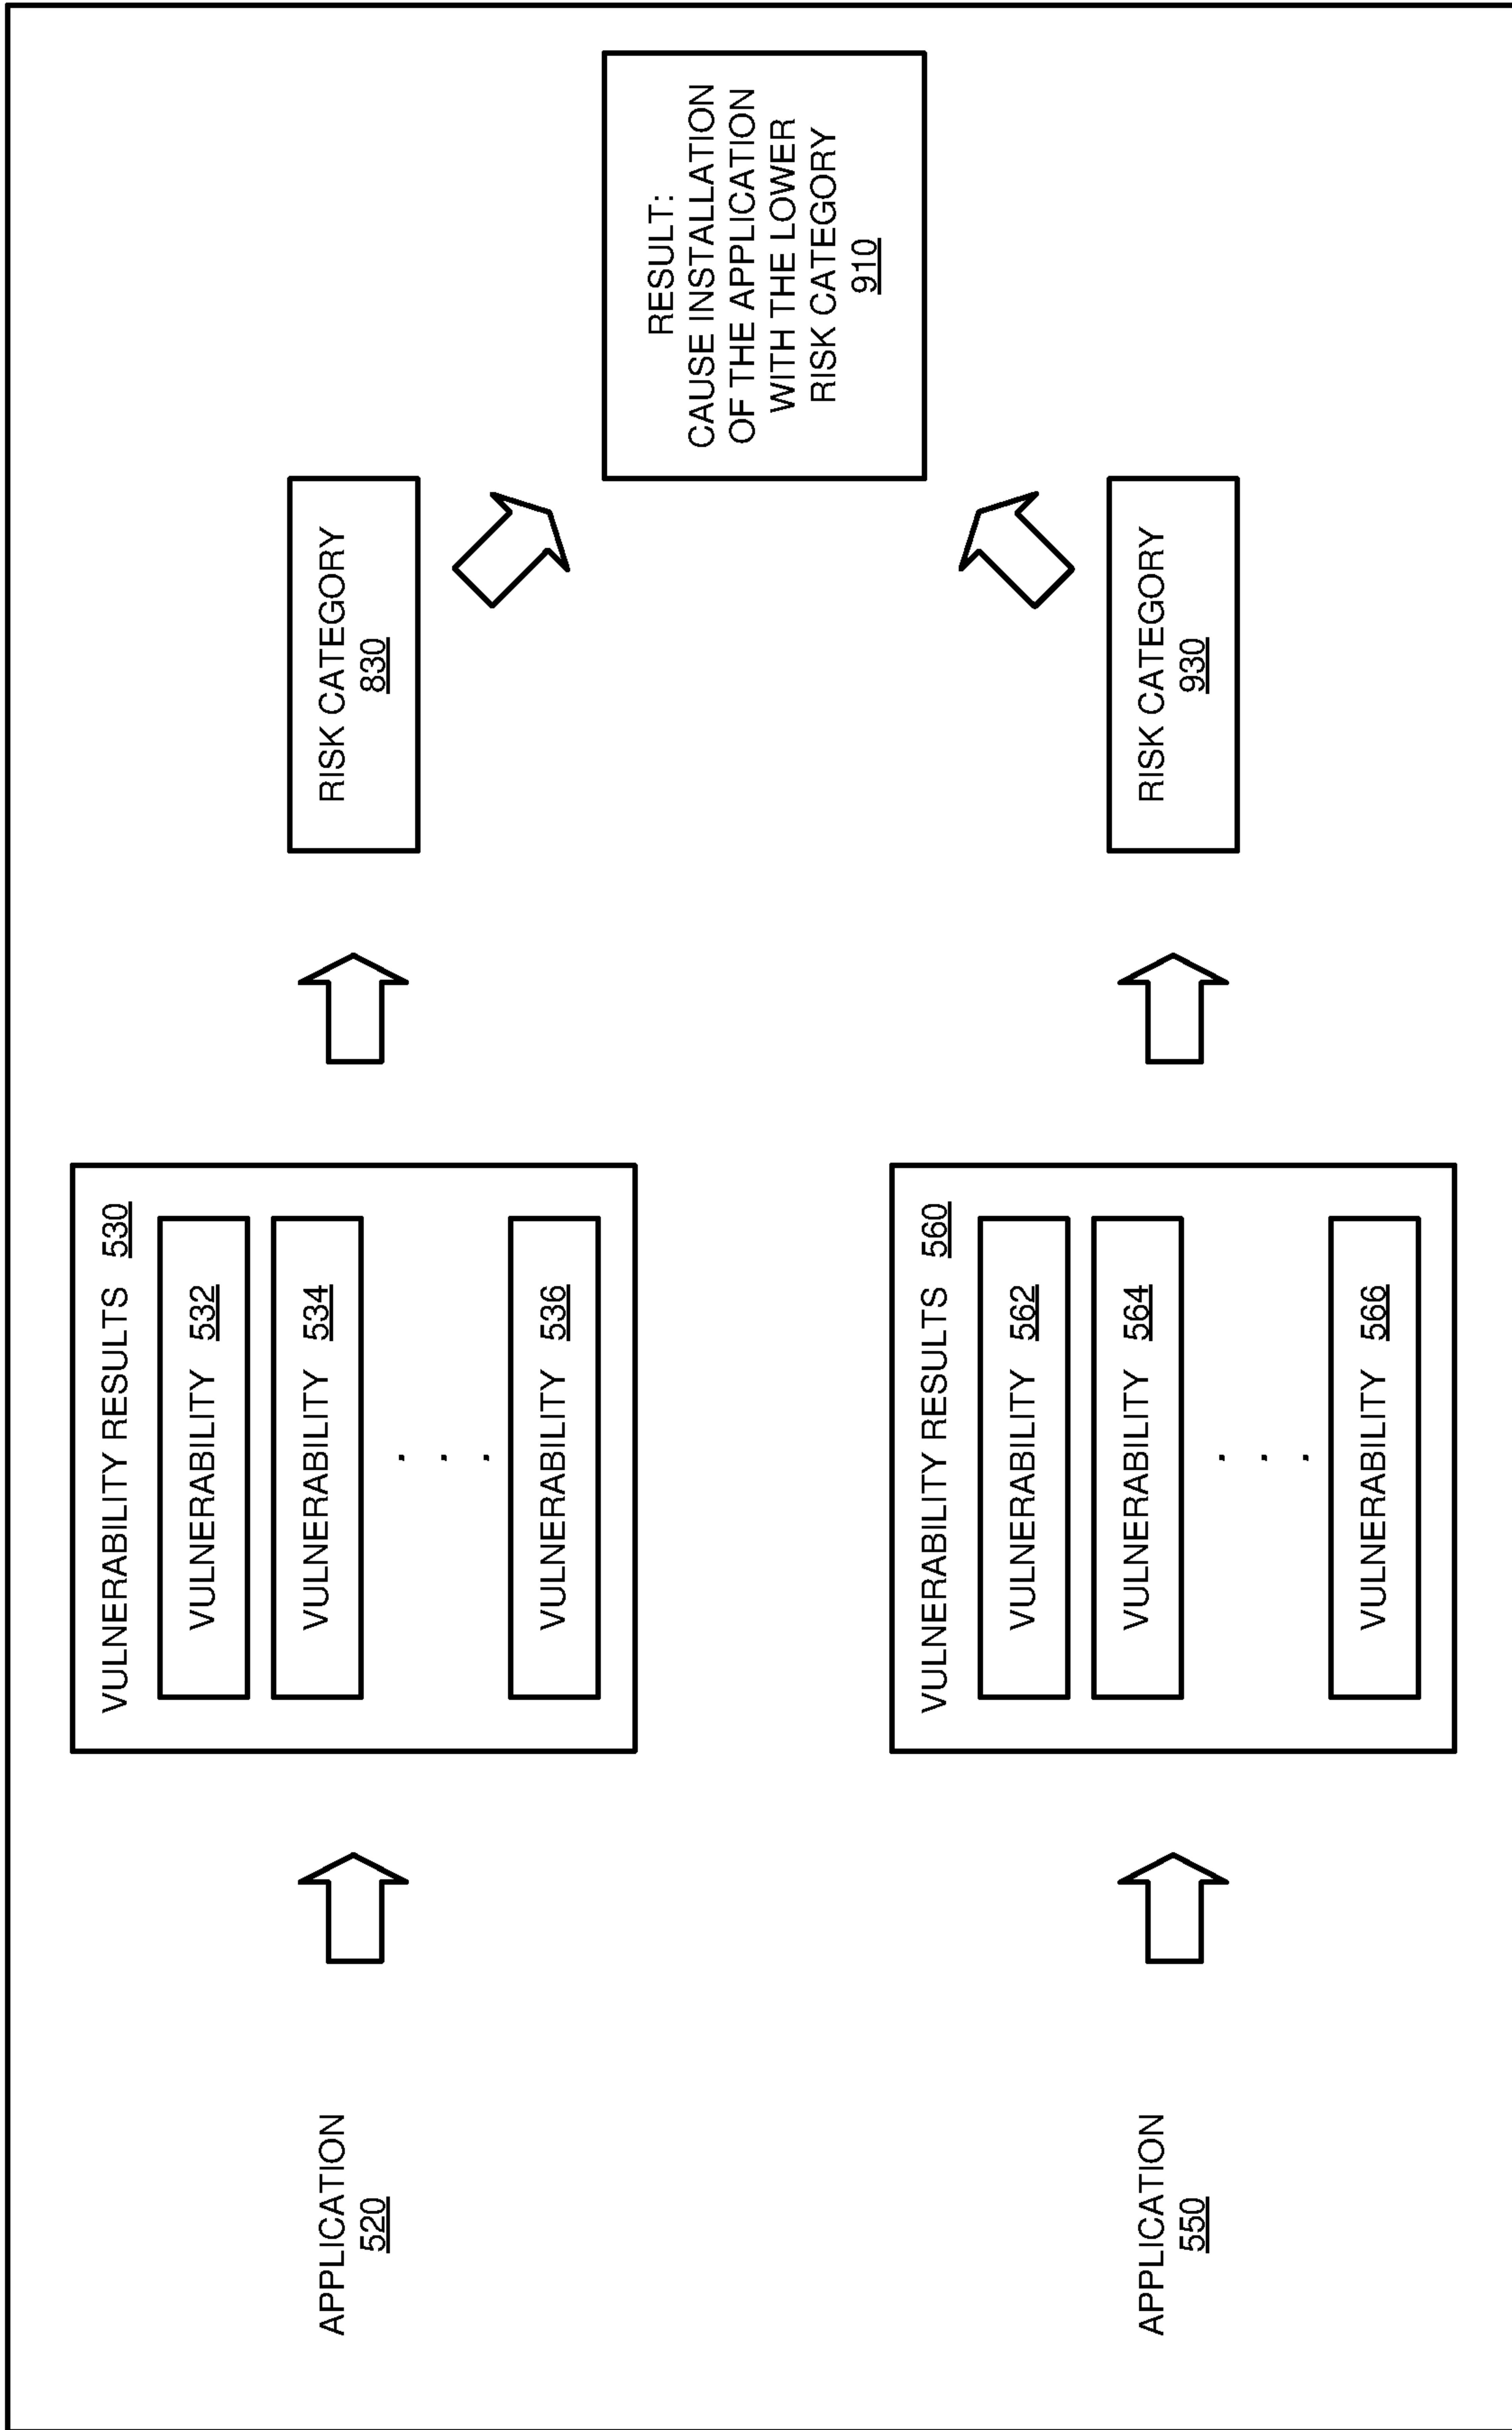 APPLICATION
520
VULNERABILITY RESULTS 530
VULNERABILITY 532
VULNERABILITY 534
. . .
VULNERABILITY 536
RISK CATEGORY
830
APPLICATION
550
VULNERABILITY RESULTS 560
VULNERABILITY 562
VULNERABILITY 564
. . .
VULNERABILITY 566
RISK CATEGORY
930
RESULT:
CAUSE INSTALLATION
OF THE APPLICATION
WITH THE LOWER
RISK CATEGORY
910